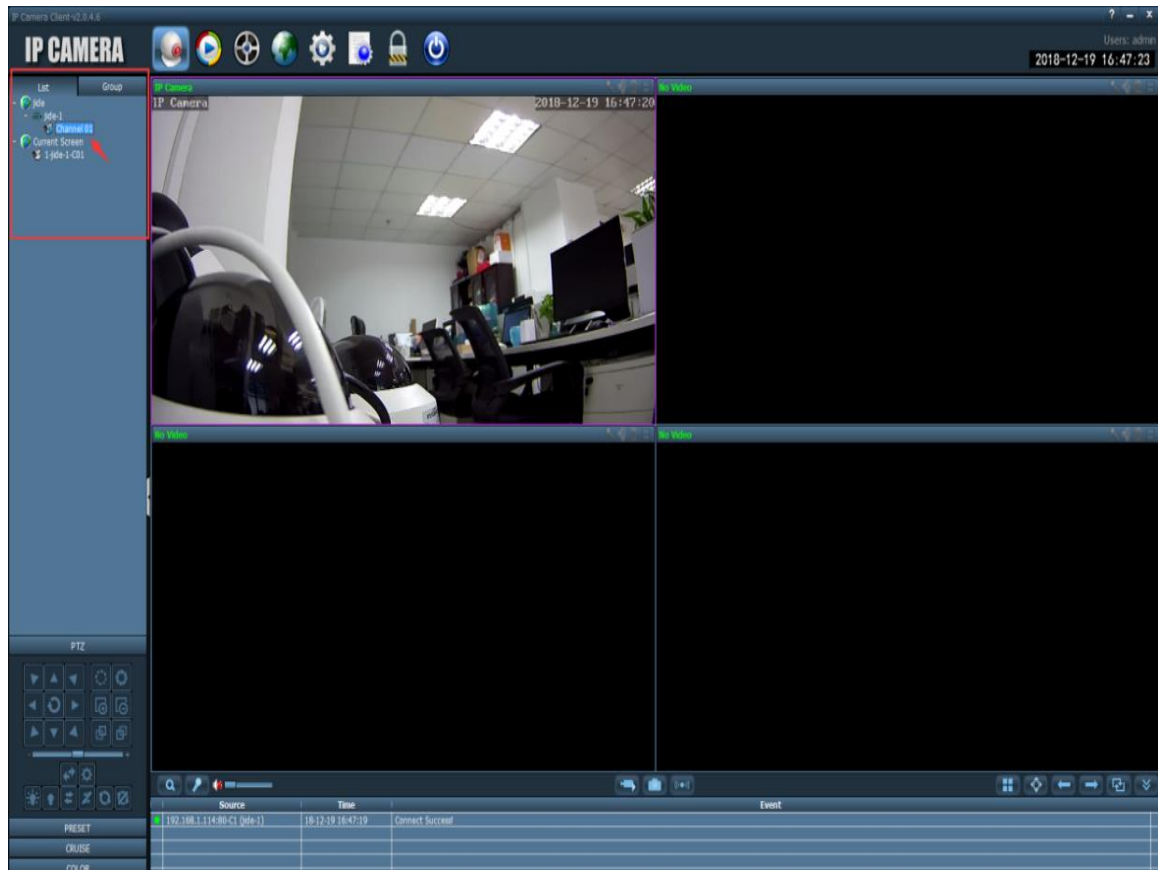 IP Camera Client-v2.0.4.6
? – x
IP CAMERA
Users: admin
2018-12-19 16:47:23
List Group
jide
jide-1
Channel 01
Current Screen
1-jide-1-C01
IP Camera
No Video
IP Camera 2018-12-19 16:47:20
No Video
No Video
PTZ
- +
PRESET
CRUISE
COLOR
Source Time Event
192.168.1.114:80-C1 (jide-1) 18-12-19 16:47:19 Connect Success!